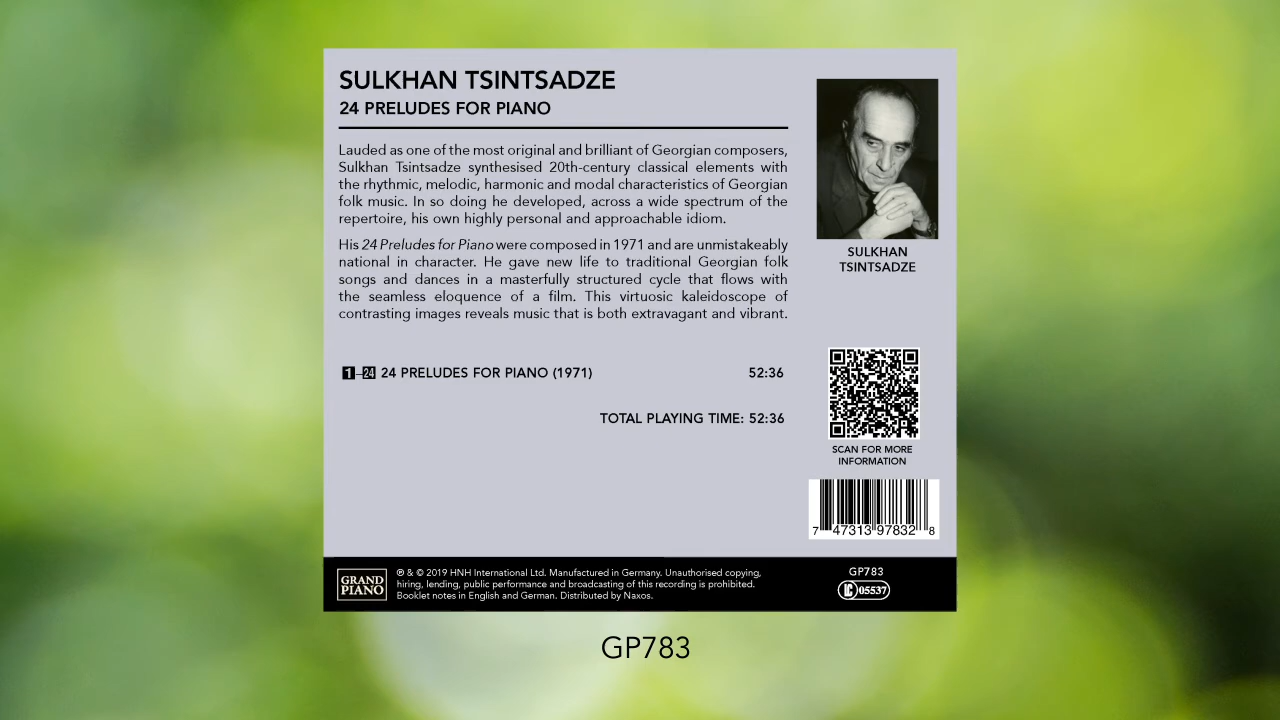 SULKHAN TSINTSADZE
24 PRELUDES FOR PIANO
Lauded as one of the most original and brilliant of Georgian composers,
Sulkhan Tsintsadze synthesised 20th-century classical elements with
the rhythmic, melodic, harmonic and modal characteristics of Georgian
folk music. In so doing he developed, across a wide spectrum of the
repertoire, his own highly personal and approachable idiom.
His 24 Preludes for Piano were composed in 1971 and are unmistakeably
national in character. He gave new life to traditional Georgian folk
songs and dances in a masterfully structured cycle that flows with
the seamless eloquence of a film. This virtuosic kaleidoscope of
contrasting images reveals music that is both extravagant and vibrant.
1–24 24 PRELUDES FOR PIANO (1971) 52:36
TOTAL PLAYING TIME: 52:36
SULKHAN
TSINTSADZE
SCAN FOR MORE
INFORMATION
7 47313 97832 8
GRAND
PIANO
℗ & © 2019 HNH International Ltd. Manufactured in Germany. Unauthorised copying,
hiring, lending, public performance and broadcasting of this recording is prohibited.
Booklet notes in English and German. Distributed by Naxos.
GP783
LC 05537
GP783